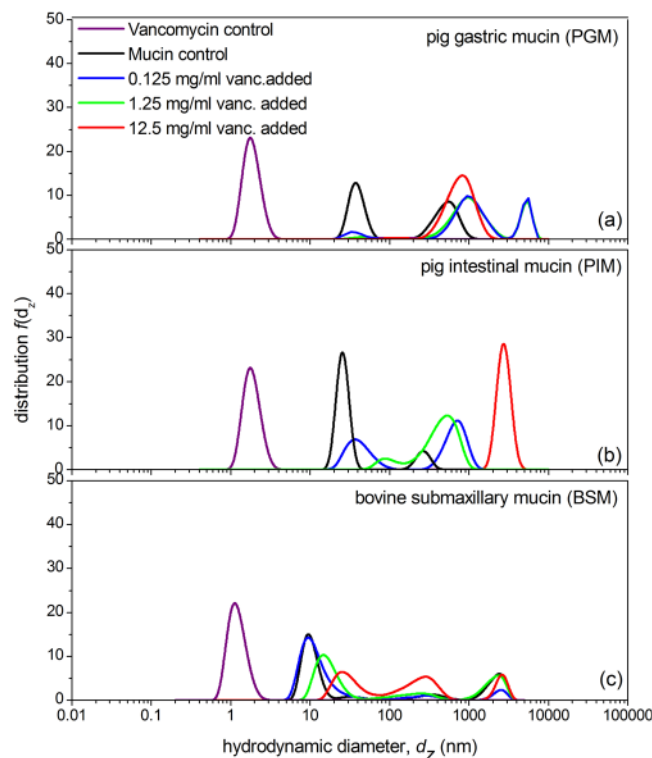 50
40
30
20
10
0
Vancomycin control
Mucin control
0.125 mg/ml vanc.added
1.25 mg/ml vanc. added
12.5 mg/ml vanc. added
pig gastric mucin (PGM)
(a)
50
40
30
20
10
0
pig intestinal mucin (PIM)
(b)
distribution f(dz)
50
40
30
20
10
0
bovine submaxillary mucin (BSM)
(c)
0.01 0.1 1 10 100 1000 10000 100000
hydrodynamic diameter, dZ (nm)